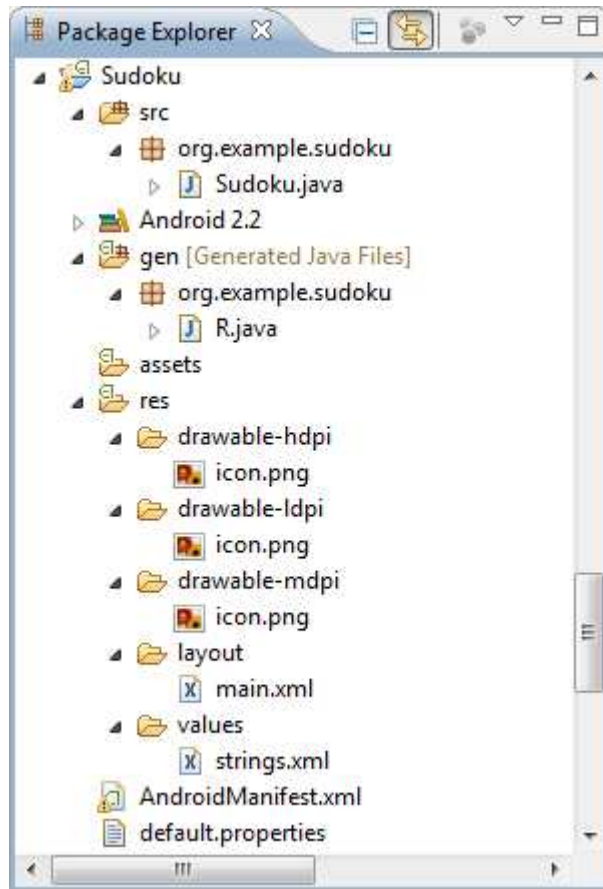 Package Explorer
Sudoku
src
org.example.sudoku
Sudoku.java
Android 2.2
gen [Generated Java Files]
org.example.sudoku
R.java
assets
res
drawable-hdpi
icon.png
drawable-ldpi
icon.png
drawable-mdpi
icon.png
layout
main.xml
values
strings.xml
AndroidManifest.xml
default.properties